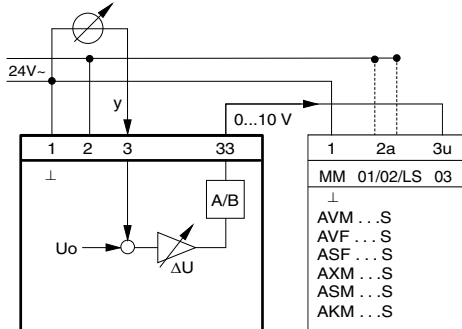 24V~
y
0...10 V
1 2 3 33
⊥
A/B
Uo
ΔU
1 2a 3u
MM 01/02/LS 03
⊥
AVM ...S
AVF ...S
ASF ...S
AXM ...S
ASM ...S
AKM ...S